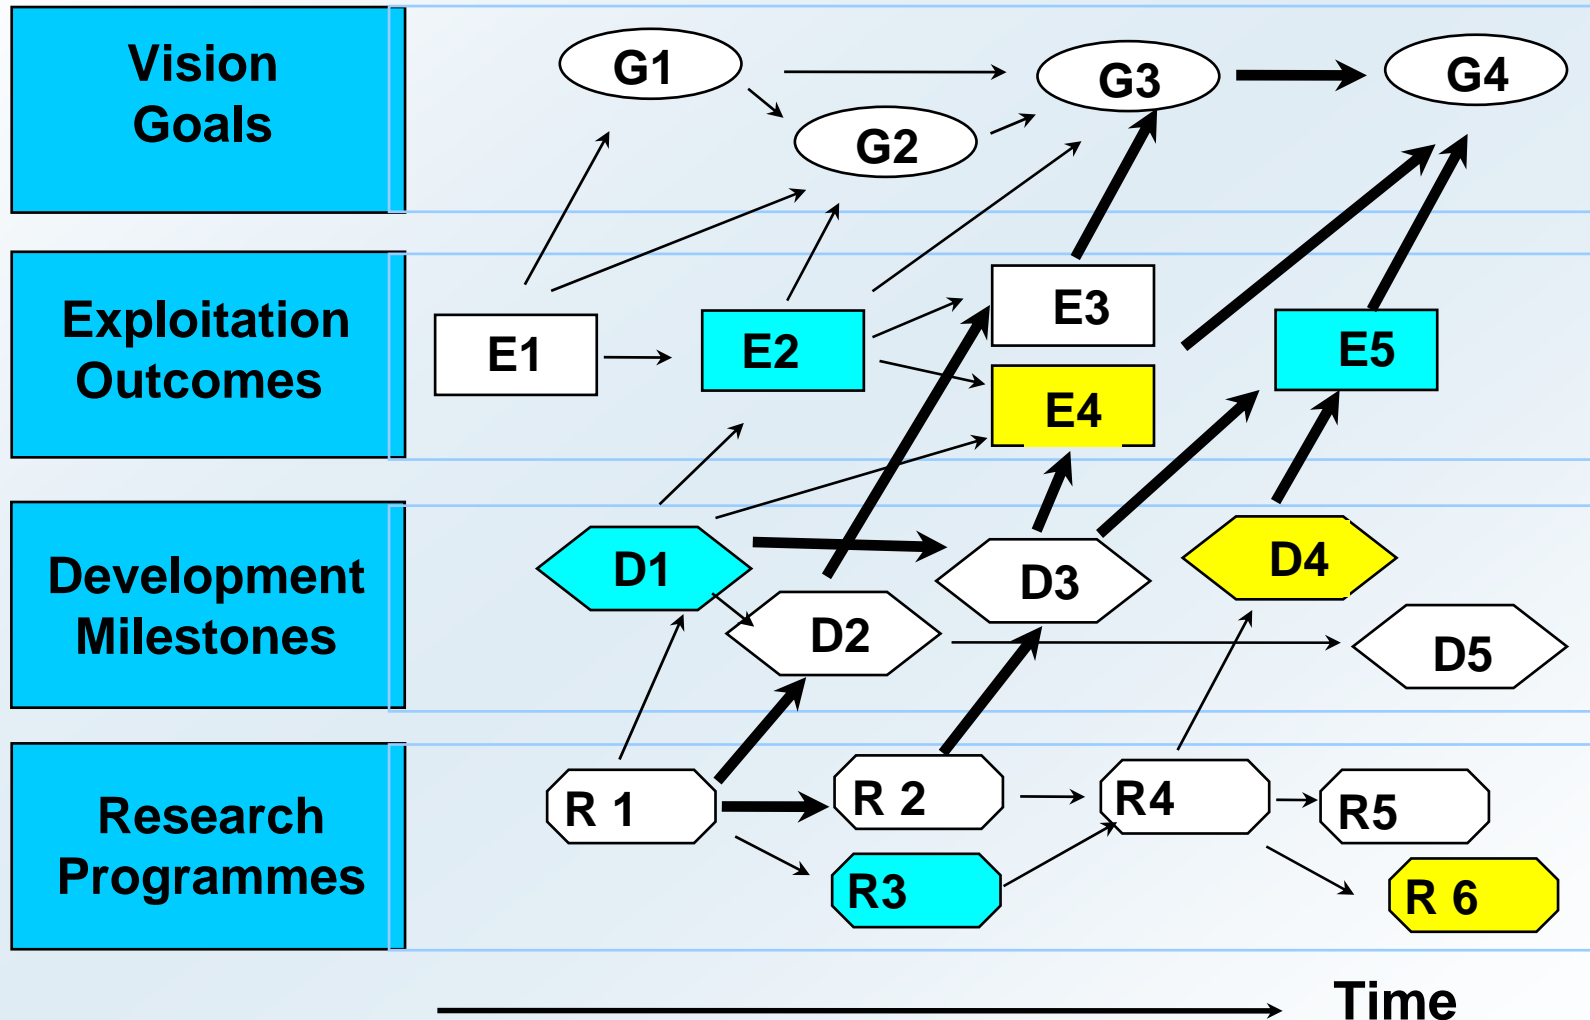 Vision
Goals
G1
G2
G3
G4
Exploitation
Outcomes
E1
E2
E3
E4
E5
Development
Milestones
D1
D2
D3
D4
D5
Research
Programmes
R 1
R 2
R3
R4
R5
R 6
Time